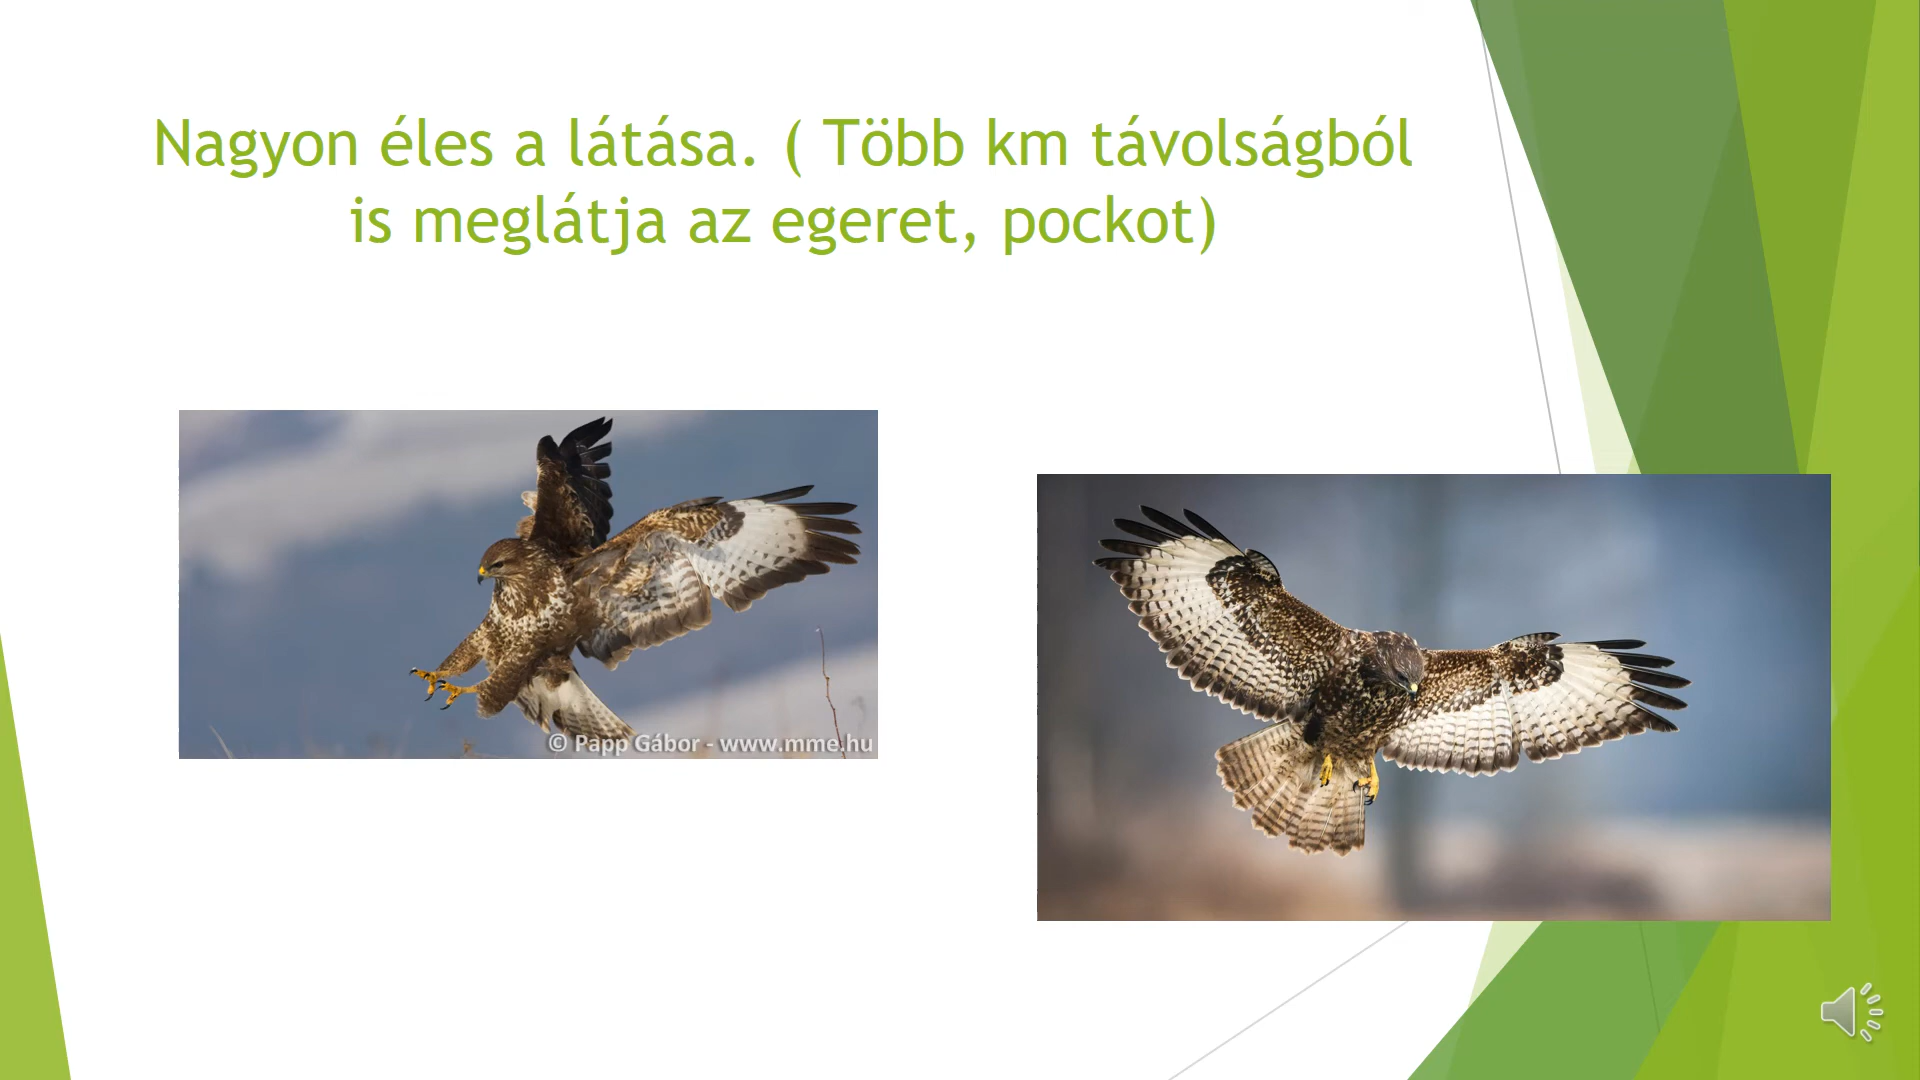 Nagyon éles a látása. ( Több km távolságból
is meglátja az egeret, pockot)
© Papp Gábor - www.mme.hu